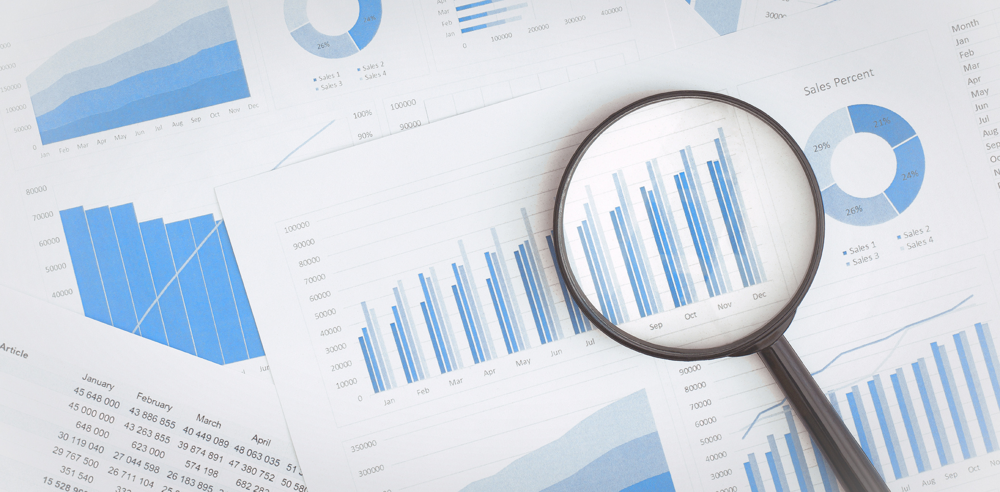 Apr
Mar
Feb
Jan
0
100000
200000
300000
400000
24%
26%
Sales 1
Sales 2
Sales 3
Sales 4
150000
100000
50000
0
Jan
Feb
Mar
Apr
May
Jun
Jul
Aug
Sep
Oct
Nov
Dec
100%
90%
100000
90000
80000
70000
60000
50000
40000
Article
January
February
March
April
45 648 000
43 886 855
40 449 089
48 063 035
45 000 000
43 263 855
39 874 891
47 380 752
648 000
623 000
574 198
30 119 040
27 044 598
26 183 895
29 767 500
26 711 104
351 540
100000
90000
80000
70000
60000
50000
40000
30000
20000
10000
0
Jan
Feb
Mar
Apr
May
Jun
Jul
Sep
Oct
Nov
Dec
350000
300000
Sales Percent
21%
24%
26%
29%
Sales 1
Sales 2
Sales 3
Sales 4
Month
Jan
Feb
Mar
Apr
May
Jun
Jul
Aug
Sep
90000
80000
70000
60000
50000
40000
30000
Jul
Aug
Sep
Oct